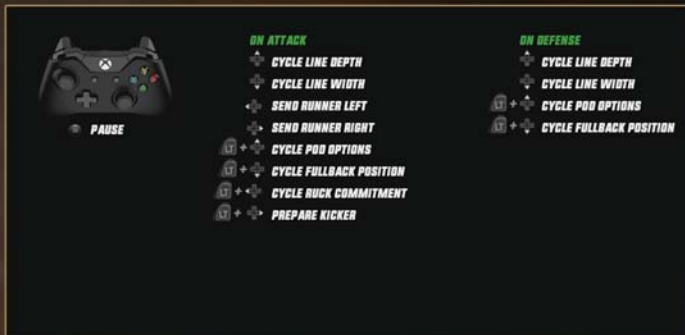 PAUSE
ON ATTACK
CYCLE LINE DEPTH
CYCLE LINE WIDTH
SEND RUNNER LEFT
SEND RUNNER RIGHT
LT + CYCLE POD OPTIONS
LT + CYCLE FULLBACK POSITION
LT + CYCLE RUCK COMMITMENT
LT + PREPARE KICKER
ON DEFENSE
CYCLE LINE DEPTH
CYCLE LINE WIDTH
LT + CYCLE POD OPTIONS
LT + CYCLE FULLBACK POSITION